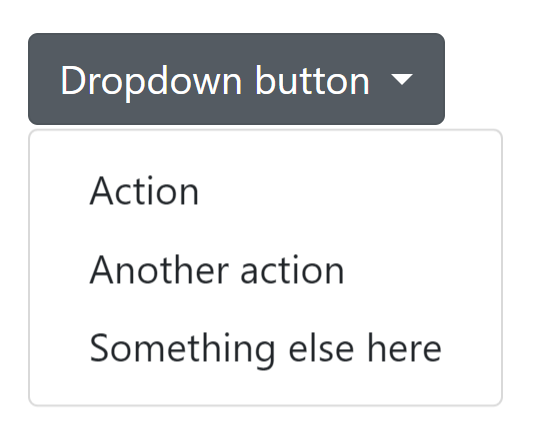 Dropdown button
Action
Another action
Something else here